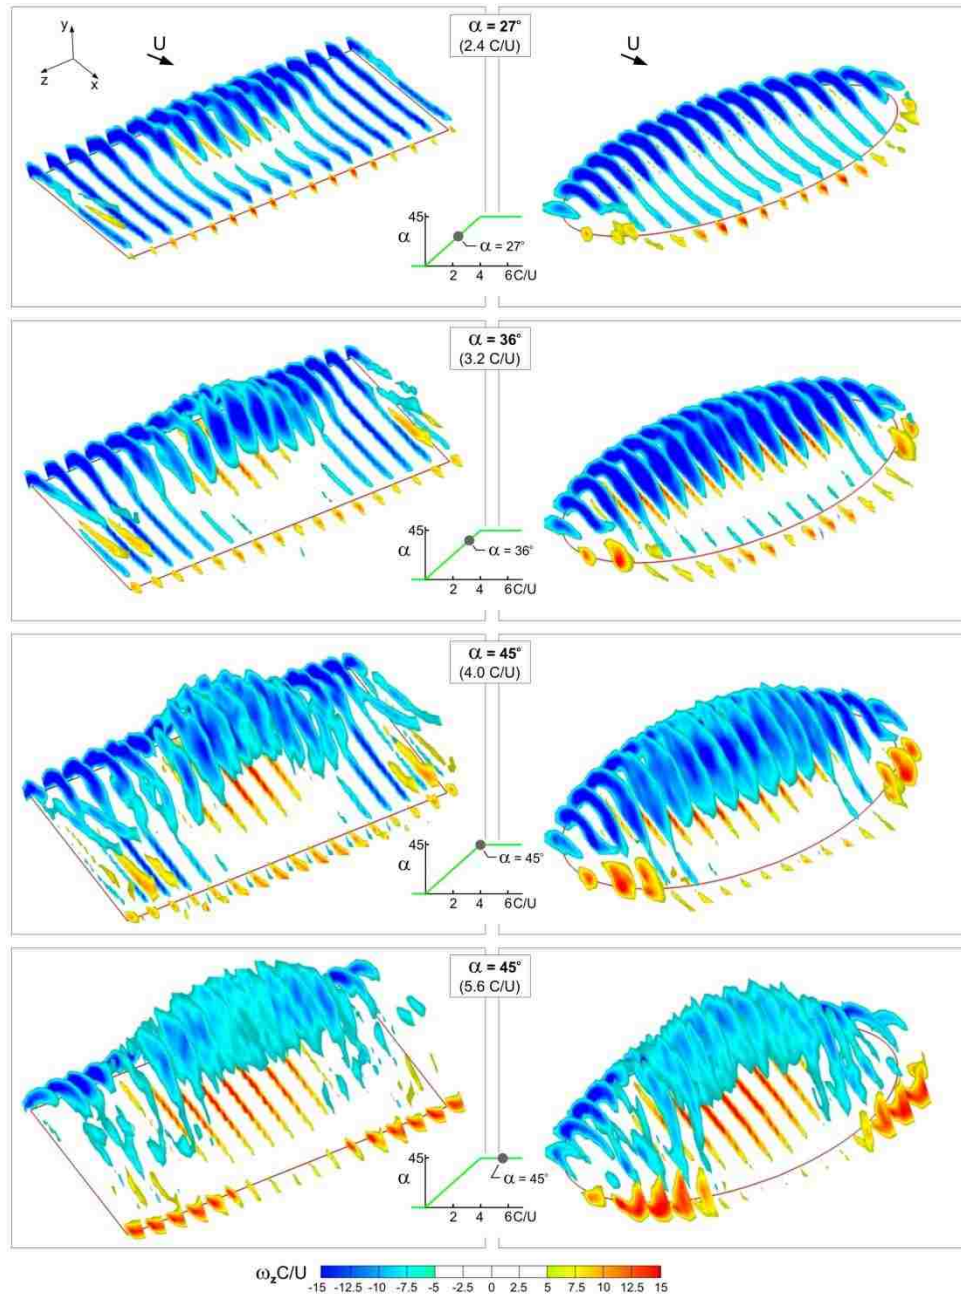 α = 27°
(2.4 C/U)
y
z
x
U
U
45
α
α = 27°
2 4 6 C/U
α = 36°
(3.2 C/U)
45
α
α = 36°
2 4 6 C/U
α = 45°
(4.0 C/U)
45
α
α = 45°
2 4 6 C/U
α = 45°
(5.6 C/U)
45
α
α = 45°
2 4 6 C/U
ωzC/U
-15 -12.5 -10 -7.5 -5 -2.5 0 2.5 5 7.5 10 12.5 15